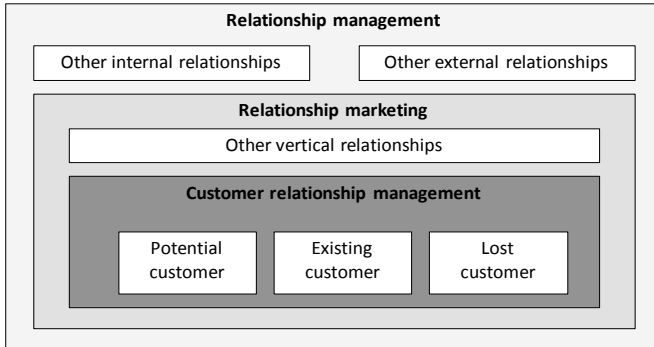 Relationship management
Other internal relationships
Other external relationships
Relationship marketing
Other vertical relationships
Customer relationship management
Potential
customer
Existing
customer
Lost
customer